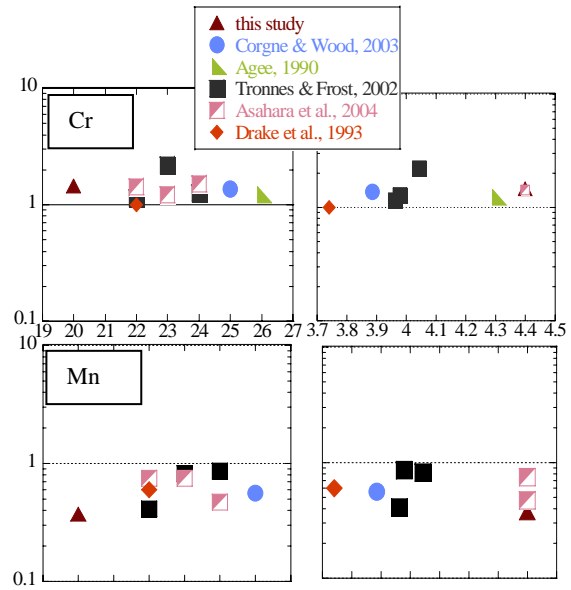 this study
Corgne & Wood, 2003
Agee, 1990
Tronnes & Frost, 2002
Asahara et al., 2004
Drake et al., 1993
10
Cr
1
0.1
19 20 21 22 23 24 25 26 27
3.7 3.8 3.9 4 4.1 4.2 4.3 4.4 4.5
10
Mn
1
0.1